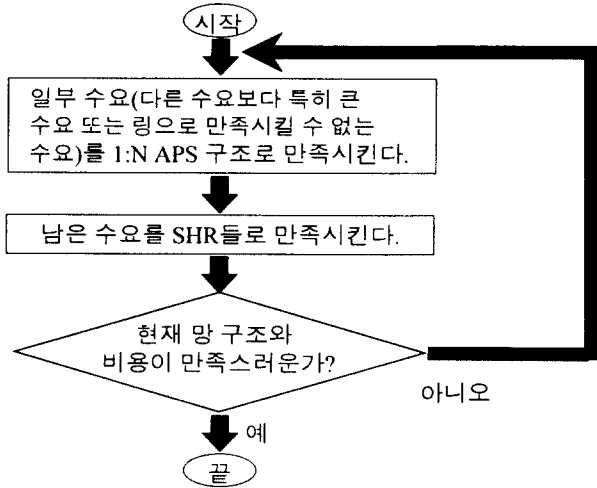 시작
일부 수요(다른 수요보다 특히 큰
수요 또는 링으로 만족시킬 수 없는
수요)를 1:N APS 구조로 만족시킨다.
남은 수요를 SHR들로 만족시킨다.
현재 망 구조와
비용이 만족스러운가?
아니오
예
끝